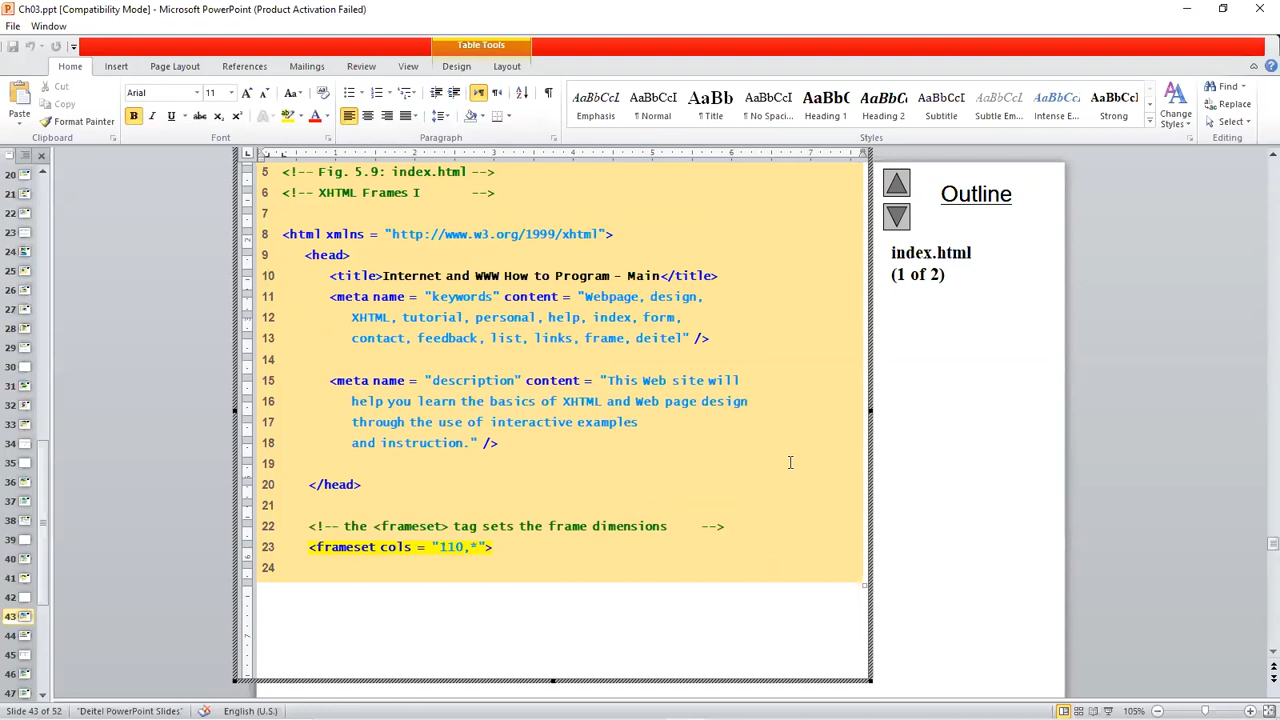 Ch03.ppt [Compatibility Mode] - Microsoft PowerPoint (Product Activation Failed)
File Window
Table Tools
Home Insert Page Layout References Mailings Review View Design Layout
Paste Cut Copy Format Painter
Clipboard
Arial 11
Font
Paragraph
AaBbCcI AaBbCcI AaBb AaBbCcI AaBb( AaBbC AaBbCcI AaBbCcI AaBbCcI AaBbCcI
Emphasis ¶ Normal ¶ Title ¶ No Spaci... Heading 1 Heading 2 Subtitle Subtle Em... Intense E... Strong
Change Styles
Styles
Find
Replace
Select
Editing
1 2 3 4 5 6 7
20
21
22
23
24
25
26
27
28
29
30
31
32
33
34
35
36
37
38
39
40
41
42
43
44
45
46
47
5 <!-- Fig. 5.9: index.html -->
6 <!-- XHTML Frames I -->
7
8 <html xmlns = "http://www.w3.org/1999/xhtml">
9 <head>
10 <title>Internet and WWW How to Program - Main</title>
11 <meta name = "keywords" content = "Webpage, design,
12 XHTML, tutorial, personal, help, index, form,
13 contact, feedback, list, links, frame, deitel" />
14
15 <meta name = "description" content = "This Web site will
16 help you learn the basics of XHTML and Web page design
17 through the use of interactive examples
18 and instruction." />
19
20 </head>
21
22 <!-- the <frameset> tag sets the frame dimensions -->
23 <frameset cols = "110,*">
24
Outline
index.html
(1 of 2)
Slide 43 of 52 "Deitel PowerPoint Slides" English (U.S.) 105%